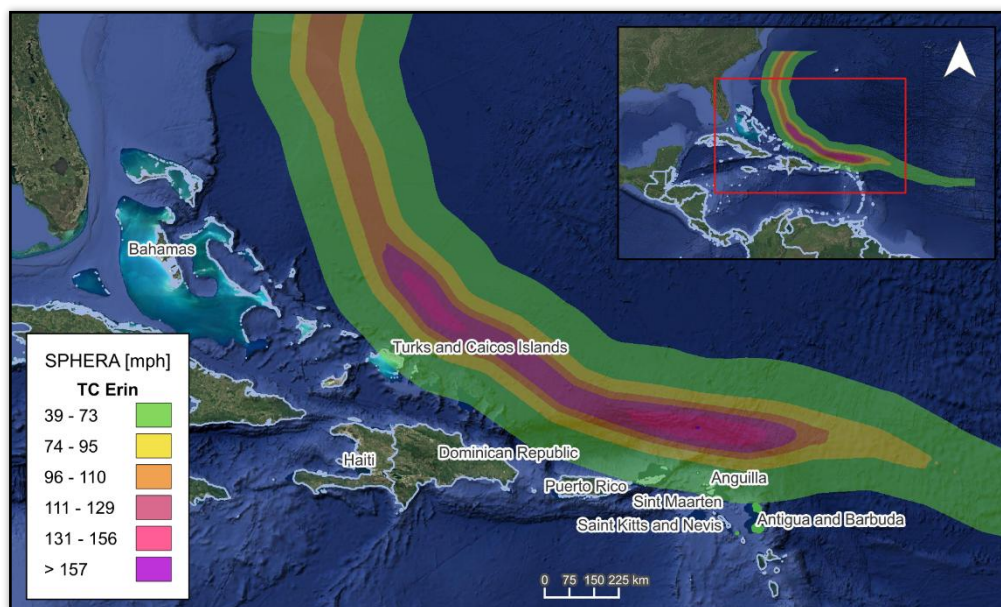 Bahamas
Turks and Caicos Islands
Haiti
Dominican Republic
Puerto Rico
Anguilla
Sint Maarten
Saint Kitts and Nevis
Antigua and Barbuda
SPHERA [mph]
TC Erin
39 - 73
74 - 95
96 - 110
111 - 129
131 - 156
> 157
0 75 150 225 km